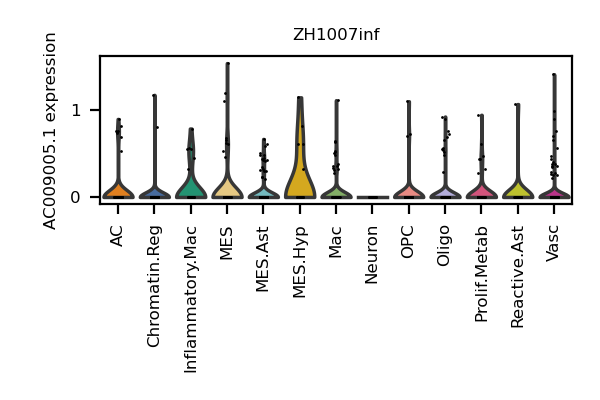 ZH1007inf
AC009005.1 expression
1
0
AC
Chromatin.Reg
Inflammatory.Mac
MES
MES.Ast
MES.Hyp
Mac
Neuron
OPC
Oligo
Prolif.Metab
Reactive.Ast
Vasc